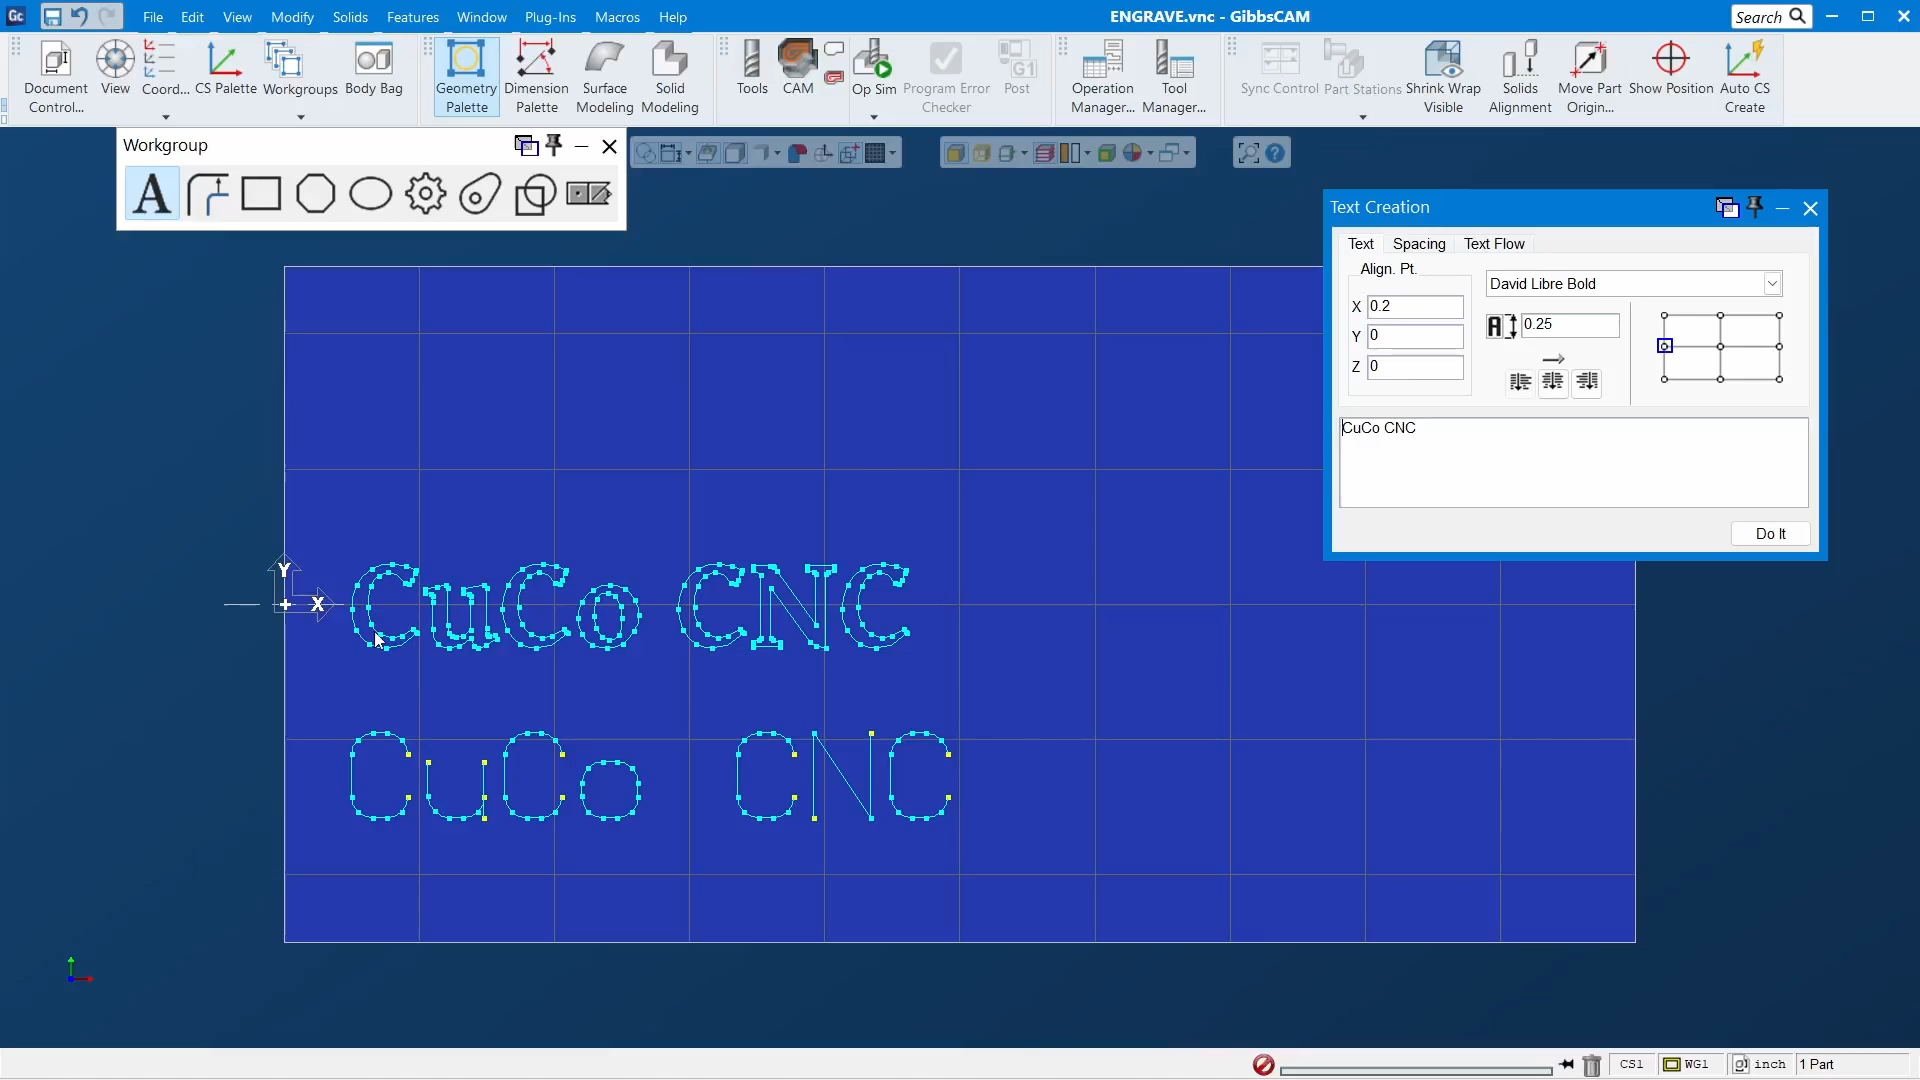 Gc File Edit View Modify Solids Features Window Plug-Ins Macros Help ENGRAVE.vnc - GibbsCAM Search
Document Control... View Coord... CS Palette Workgroups Body Bag Geometry Palette Dimension Palette Surface Modeling Solid Modeling Tools CAM Op Sim Program Error Checker G1 Post Operation Manager... Tool Manager... Sync Control Part Stations Shrink Wrap Visible Solids Alignment Move Part Origin... Show Position Auto CS Create
Workgroup
A
Text Creation
Text Spacing Text Flow
Align. Pt.
David Libre Bold
X 0.2
A 0.25
Y 0
Z 0
CuCo CNC
Do It
Y
X
CuCo CNC
CuCo CNC
CS1 WG1 inch 1 Part